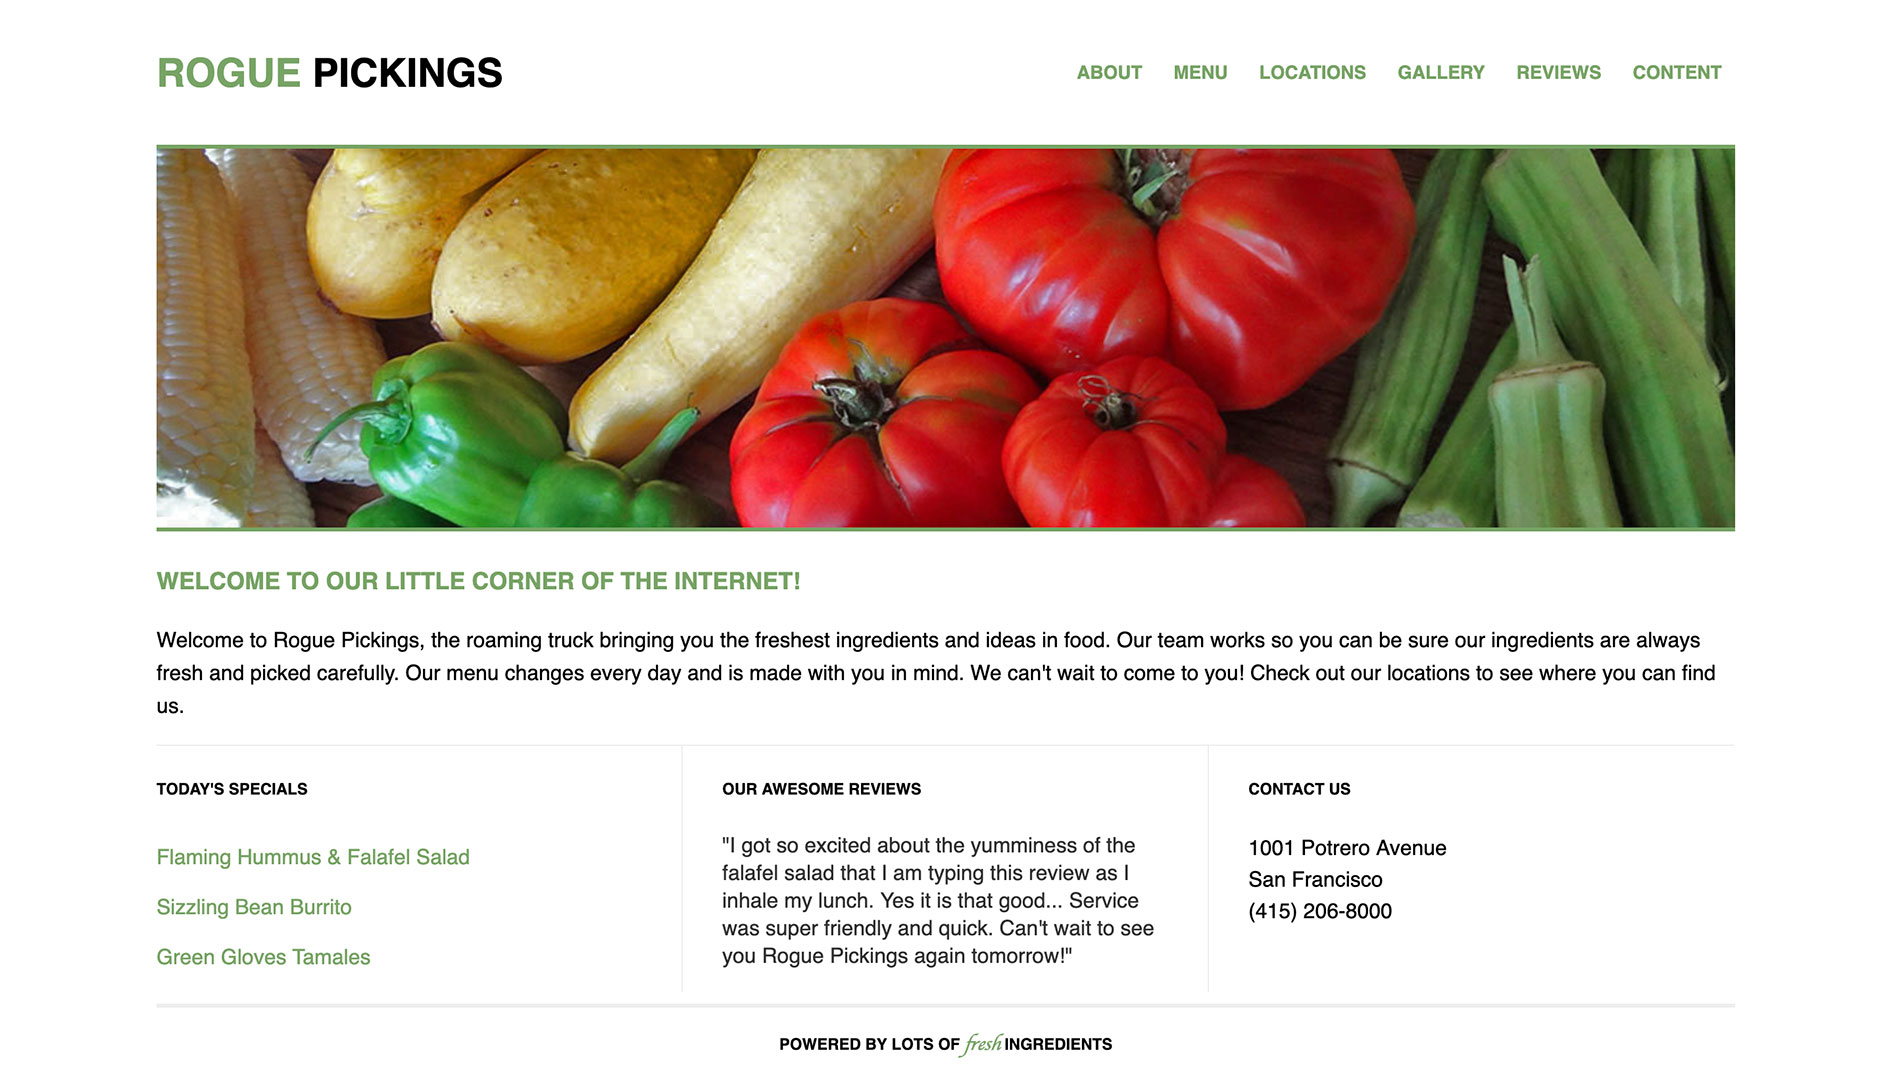 ROGUE PICKINGS
ABOUT MENU LOCATIONS GALLERY REVIEWS CONTENT
WELCOME TO OUR LITTLE CORNER OF THE INTERNET!
Welcome to Rogue Pickings, the roaming truck bringing you the freshest ingredients and ideas in food. Our team works so you can be sure our ingredients are always
fresh and picked carefully. Our menu changes every day and is made with you in mind. We can't wait to come to you! Check out our locations to see where you can find
us.
TODAY'S SPECIALS
Flaming Hummus & Falafel Salad
Sizzling Bean Burrito
Green Gloves Tamales
OUR AWESOME REVIEWS
"I got so excited about the yumminess of the
falafel salad that I am typing this review as I
inhale my lunch. Yes it is that good... Service
was super friendly and quick. Can't wait to see
you Rogue Pickings again tomorrow!"
CONTACT US
1001 Potrero Avenue
San Francisco
(415) 206-8000
POWERED BY LOTS OF fresh INGREDIENTS